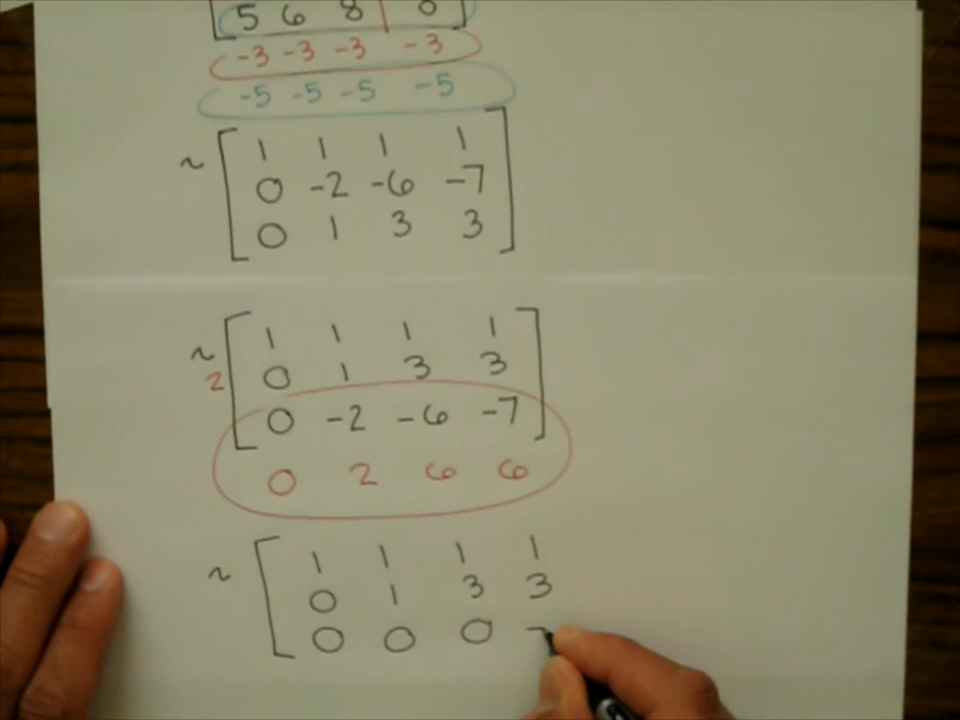 5 6 8 | 0
-3 -3 -3 -3
-5 -5 -5 -5
~ [ 1 1 1 1
0 -2 -6 -7
0 1 3 3 ]
~ [ 1 1 1 1
2 0 1 3 3
0 -2 -6 -7 ]
0 2 6 6
~ [ 1 1 1 1
0 1 3 3
0 0 0 -